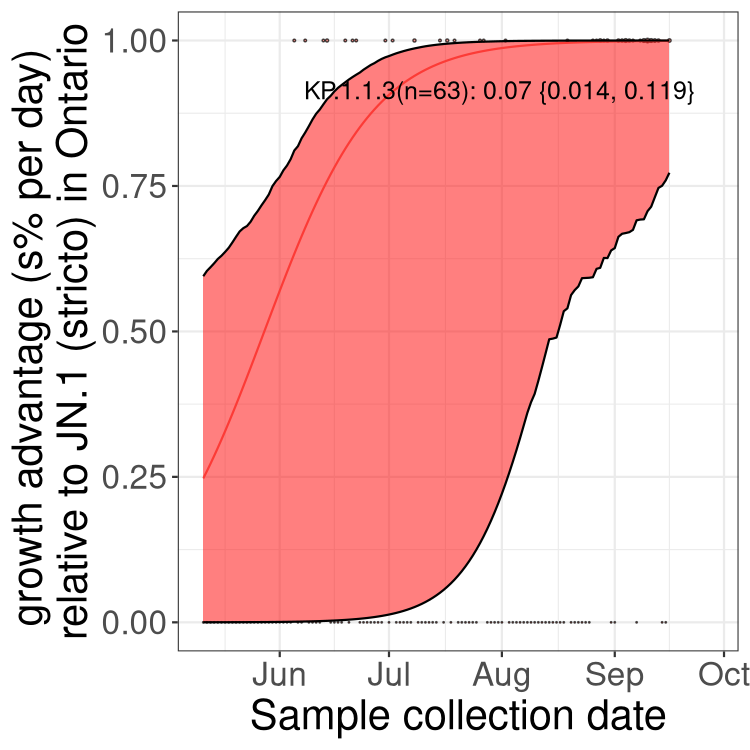 growth advantage (s% per day)
relative to JN.1 (stricto) in Ontario
1.00
0.75
0.50
0.25
0.00
KP.1.1.3(n=63): 0.07 {0.014, 0.119}
Jun Jul Aug Sep Oct
Sample collection date